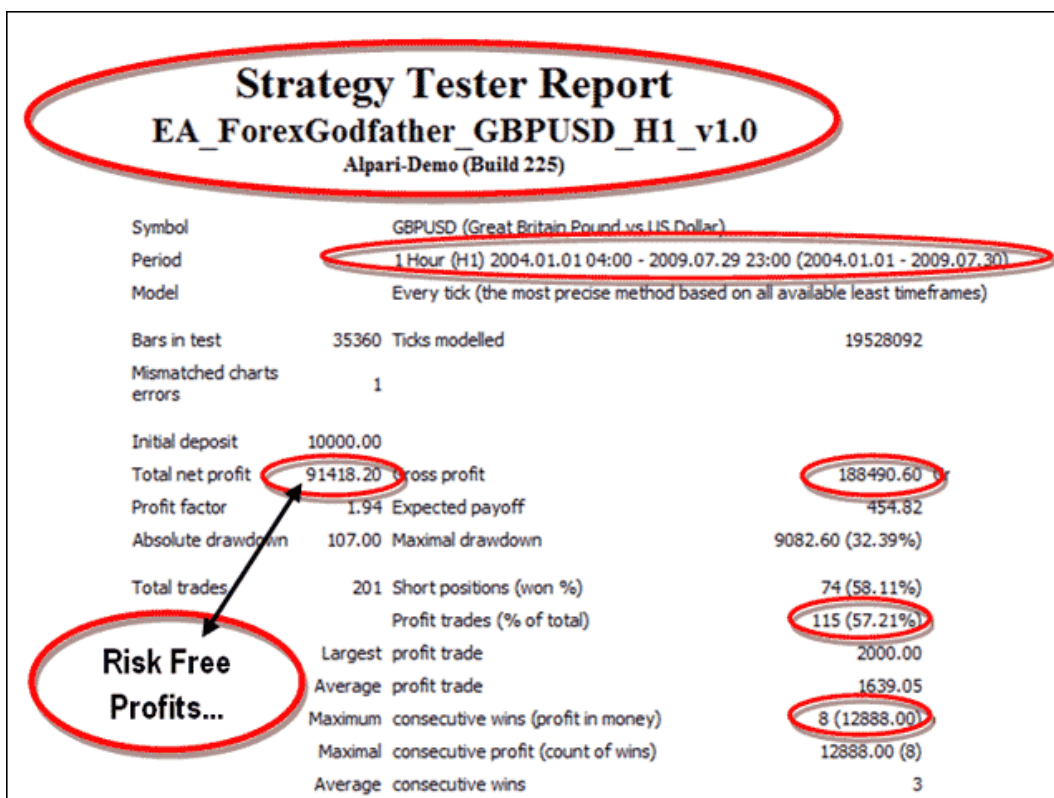 Strategy Tester Report
EA_ForexGodfather_GBPUSD_H1_v1.0
Alpari-Demo (Build 225)
Symbol GBPUSD (Great Britain Pound vs US Dollar)
Period 1 Hour (H1) 2004.01.01 04:00 - 2009.07.29 23:00 (2004.01.01 - 2009.07.30)
Model Every tick (the most precise method based on all available least timeframes)
Bars in test 35360 Ticks modelled 19528092
Mismatched charts
errors 1
Initial deposit 10000.00
Total net profit 91418.20 Gross profit 188490.60
Profit factor 1.94 Expected payoff 454.82
Absolute drawdown 107.00 Maximal drawdown 9082.60 (32.39%)
Total trades 201 Short positions (won %) 74 (58.11%)
Profit trades (% of total) 115 (57.21%)
Largest profit trade 2000.00
Average profit trade 1639.05
Maximum consecutive wins (profit in money) 8 (12888.00)
Maximal consecutive profit (count of wins) 12888.00 (8)
Average consecutive wins 3
Risk Free
Profits...